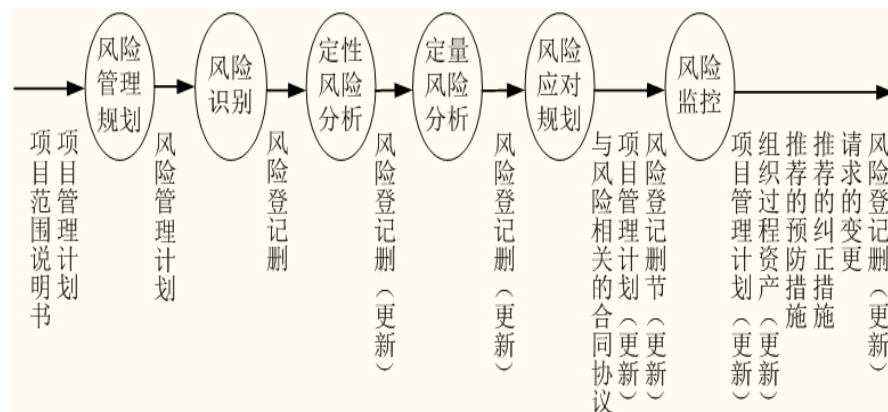 风险
管理
规划
风险
识别
定性
风险
分析
定量
风险
分析
风险
应对
规划
风险
监控
项目范围说明书
项目管理计划
风险管理计划
风险登记删
风险登记删（更新）
风险登记删（更新）
与风险相关的合同协议
项目管理计划（更新）
风险登记删节（更新）
项目管理计划（更新）
组织过程资产（更新）
推荐的预防措施
推荐的纠正措施
请求的变更
风险登记删（更新）